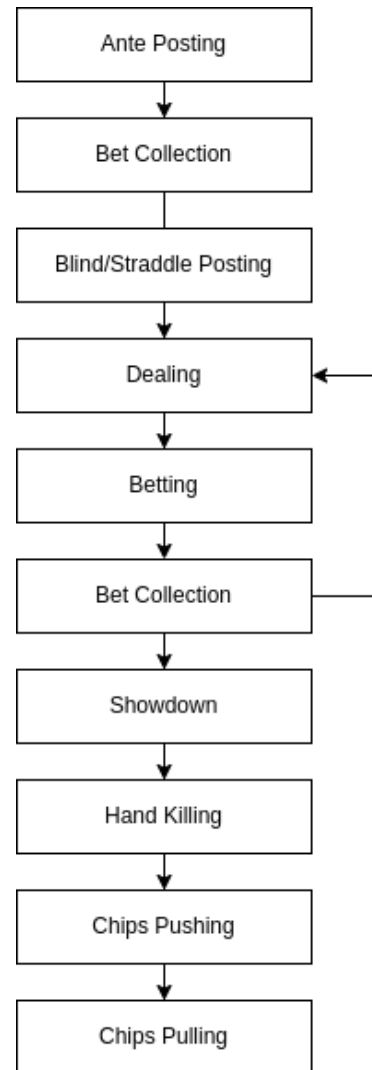 Ante Posting
Bet Collection
Blind/Straddle Posting
Dealing
Betting
Bet Collection
Showdown
Hand Killing
Chips Pushing
Chips Pulling